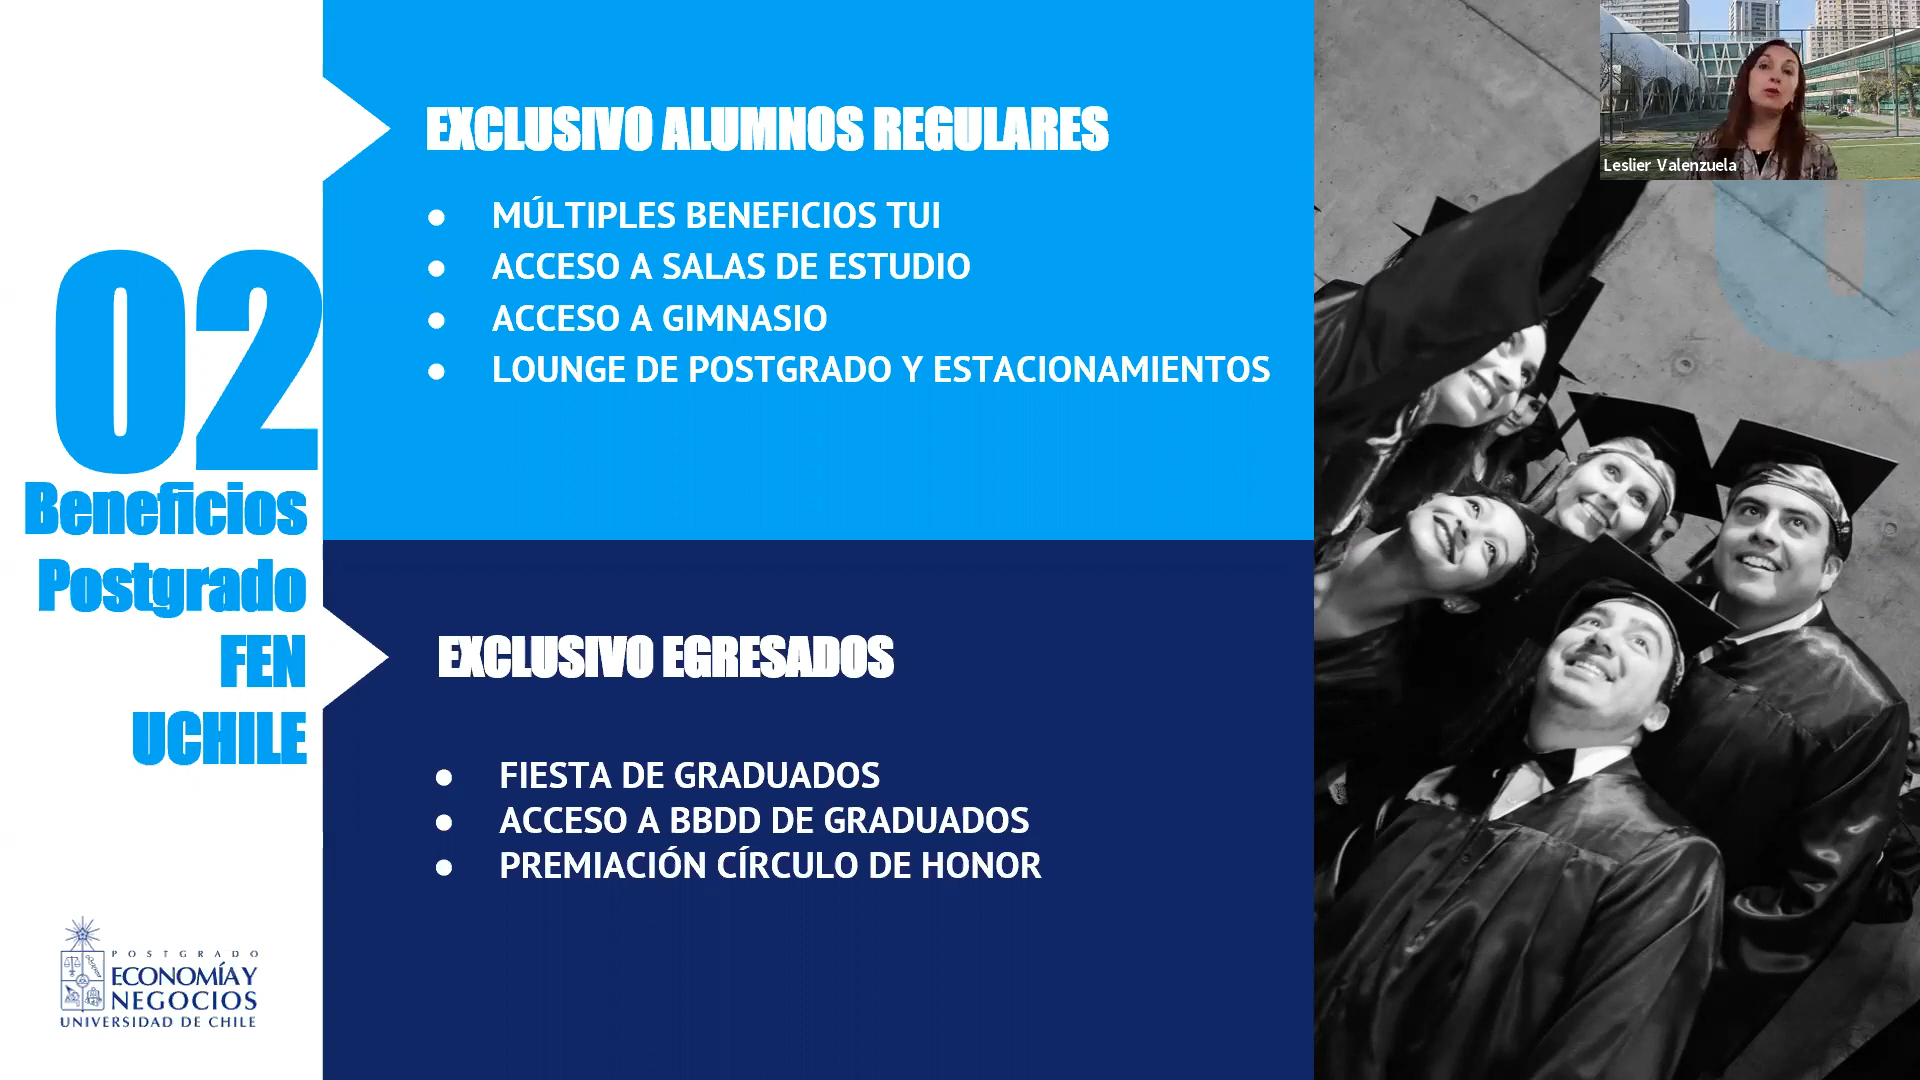 02
Beneficios
Postgrado
FEN
UCHILE
EXCLUSIVO ALUMNOS REGULARES
● MÚLTIPLES BENEFICIOS TUI
● ACCESO A SALAS DE ESTUDIO
● ACCESO A GIMNASIO
● LOUNGE DE POSTGRADO Y ESTACIONAMIENTOS
EXCLUSIVO EGRESADOS
● FIESTA DE GRADUADOS
● ACCESO A BBDD DE GRADUADOS
● PREMIACIÓN CÍRCULO DE HONOR
POSTGRADO
ECONOMÍA Y
NEGOCIOS
UNIVERSIDAD DE CHILE
Leslier Valenzuela